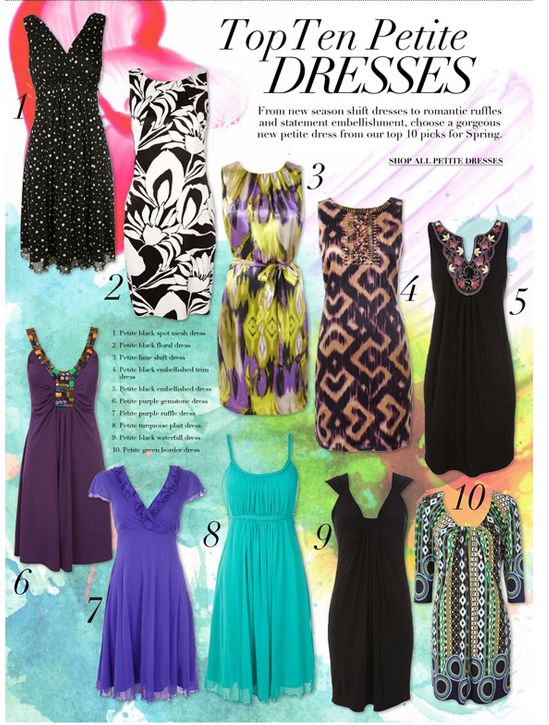 Top Ten Petite
DRESSES
From new season shift dresses to romantic ruffles
and statement embellishment, choose a gorgeous
new petite dress from our top 10 picks for Spring.
SHOP ALL PETITE DRESSES
1
2
3
4
5
1. Petite black spot mesh dress
2. Petite black floral dress
3. Petite lime shift dress
4. Petite black embellished trim
dress
5. Petite black embellished dress
6. Petite purple gemstone dress
7. Petite purple ruffle dress
8. Petite turquoise plait dress
9. Petite black waterfall dress
10. Petite green border dress
6
7
8
9
10